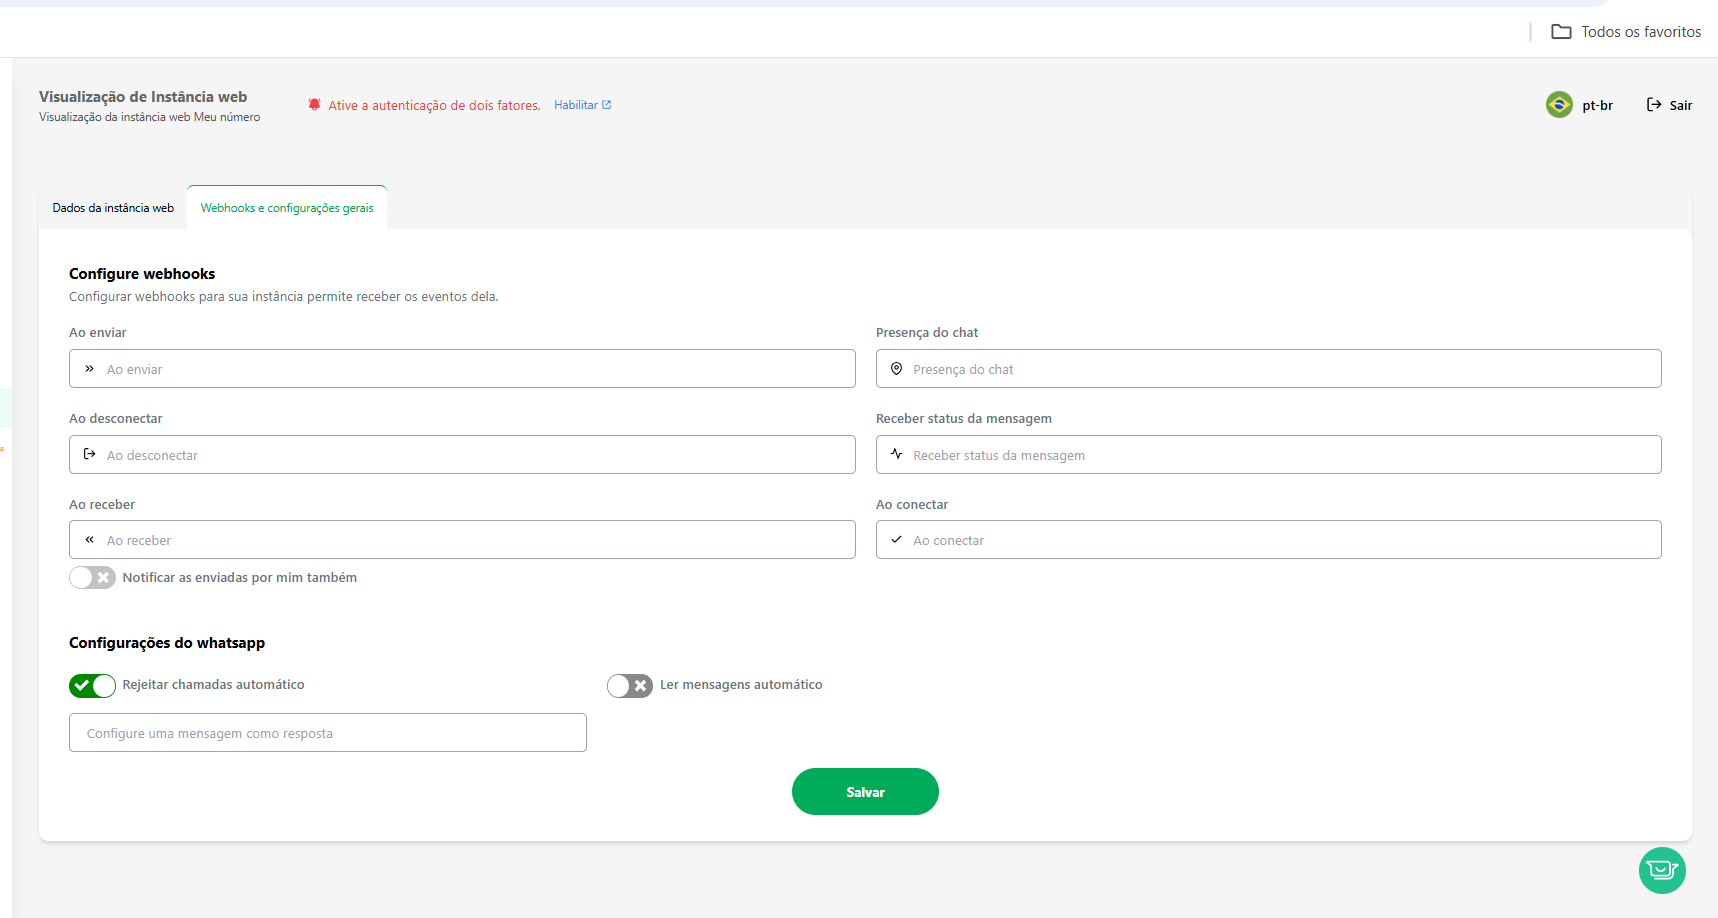 Todos os favoritos
Visualização de Instância web
Visualização da instância web Meu número
Ative a autenticação de dois fatores. Habilitar
pt-br
Sair
Dados da instância web
Webhooks e configurações gerais
Configure webhooks
Configurar webhooks para sua instância permite receber os eventos dela.
Ao enviar
Ao enviar
Presença do chat
Presença do chat
Ao desconectar
Ao desconectar
Receber status da mensagem
Receber status da mensagem
Ao receber
Ao receber
Ao conectar
Ao conectar
Notificar as enviadas por mim também
Configurações do whatsapp
Rejeitar chamadas automático
Ler mensagens automático
Configure uma mensagem como resposta
Salvar